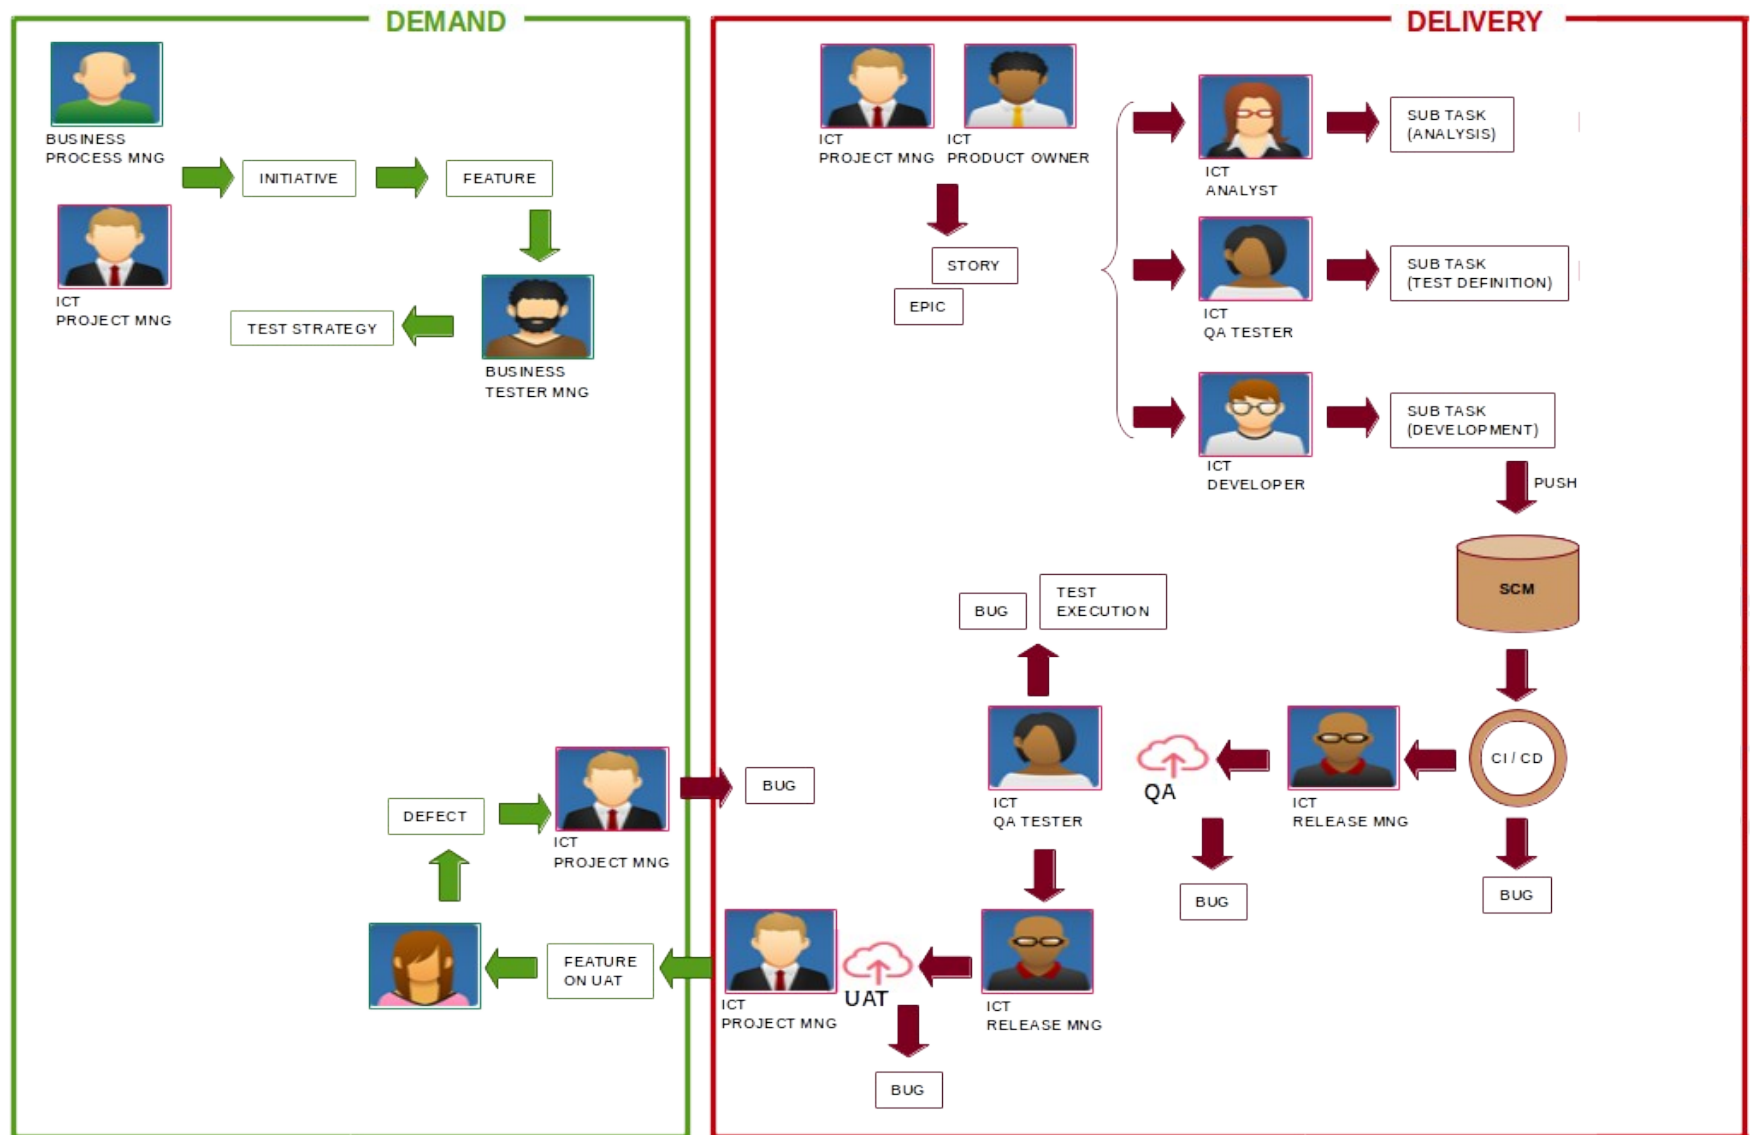 DEMAND
BUSINESS
PROCESS MNG
INITIATIVE
FEATURE
ICT
PROJECT MNG
TEST STRATEGY
BUSINESS
TESTER MNG
DEFECT
ICT
PROJECT MNG
FEATURE
ON UAT
DELIVERY
ICT
PROJECT MNG
ICT
PRODUCT OWNER
STORY
EPIC
ICT
ANALYST
SUB TASK
(ANALYSIS)
ICT
QA TESTER
SUB TASK
(TEST DEFINITION)
ICT
DEVELOPER
SUB TASK
(DEVELOPMENT)
PUSH
SCM
CI / CD
BUG
ICT
RELEASE MNG
QA
BUG
BUG
TEST
EXECUTION
ICT
QA TESTER
BUG
ICT
RELEASE MNG
UAT
BUG
ICT
PROJECT MNG